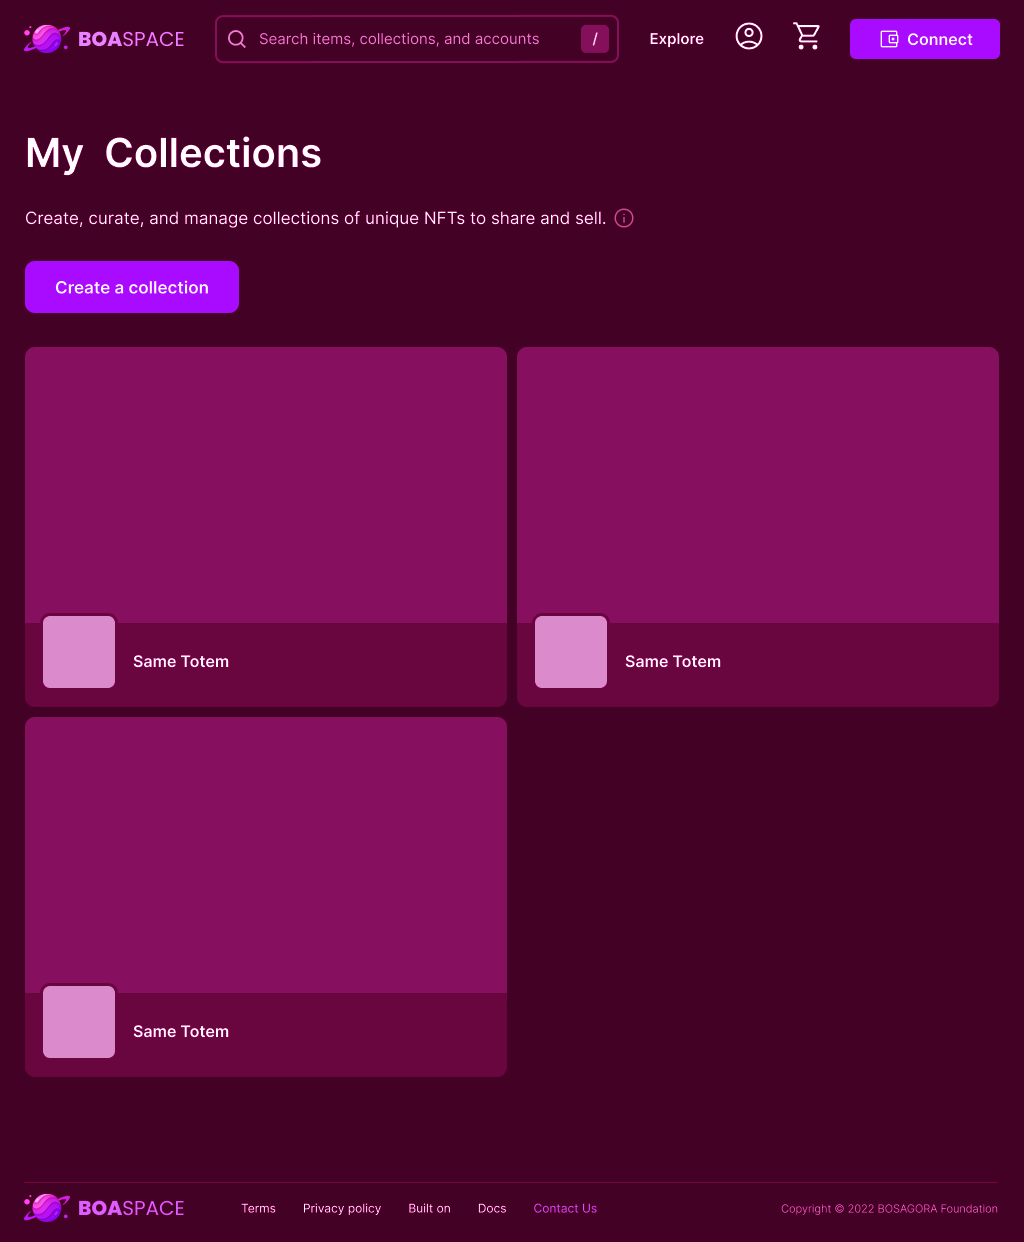 BOASPACE
Search items, collections, and accounts
/
Explore
Connect
My Collections
Create, curate, and manage collections of unique NFTs to share and sell.
Create a collection
Same Totem
Same Totem
Same Totem
BOASPACE
Terms
Privacy policy
Built on
Docs
Contact Us
Copyright © 2022 BOSAGORA Foundation